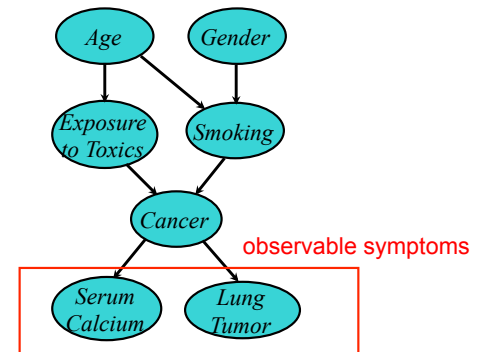 Age
Gender
Exposure
to Toxics
Smoking
Cancer
observable symptoms
Serum
Calcium
Lung
Tumor